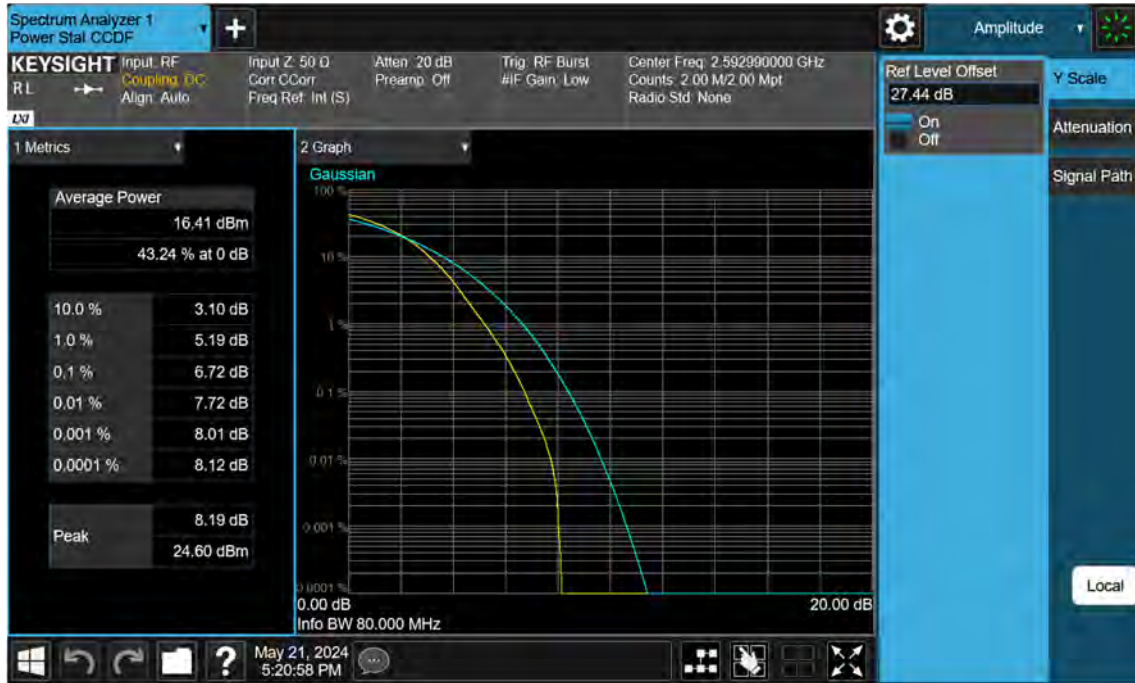 Spectrum Analyzer 1
Power Stat CCDF
+
Amplitude
KEYSIGHT
RL
LXI
Input: RF
Coupling: DC
Align: Auto
Input Z: 50 Ω
Corr CCorr
Freq Ref: Int (S)
Atten: 20 dB
Preamp: Off
Trig: RF Burst
#IF Gain: Low
Center Freq: 2.592990000 GHz
Counts: 2.00 M/2.00 Mpt
Radio Std: None
Ref Level Offset
27.44 dB
On
Off
Y Scale
Attenuation
Signal Path
Local
1 Metrics
Average Power
16.41 dBm
43.24 % at 0 dB
10.0 % 3.10 dB
1.0 % 5.19 dB
0.1 % 6.72 dB
0.01 % 7.72 dB
0.001 % 8.01 dB
0.0001 % 8.12 dB
Peak
8.19 dB
24.60 dBm
2 Graph
Gaussian
100 %
10 %
1 %
0.1 %
0.01 %
0.001 %
0.0001 %
0.00 dB 20.00 dB
Info BW 80.000 MHz
?
May 21, 2024
5:20:58 PM